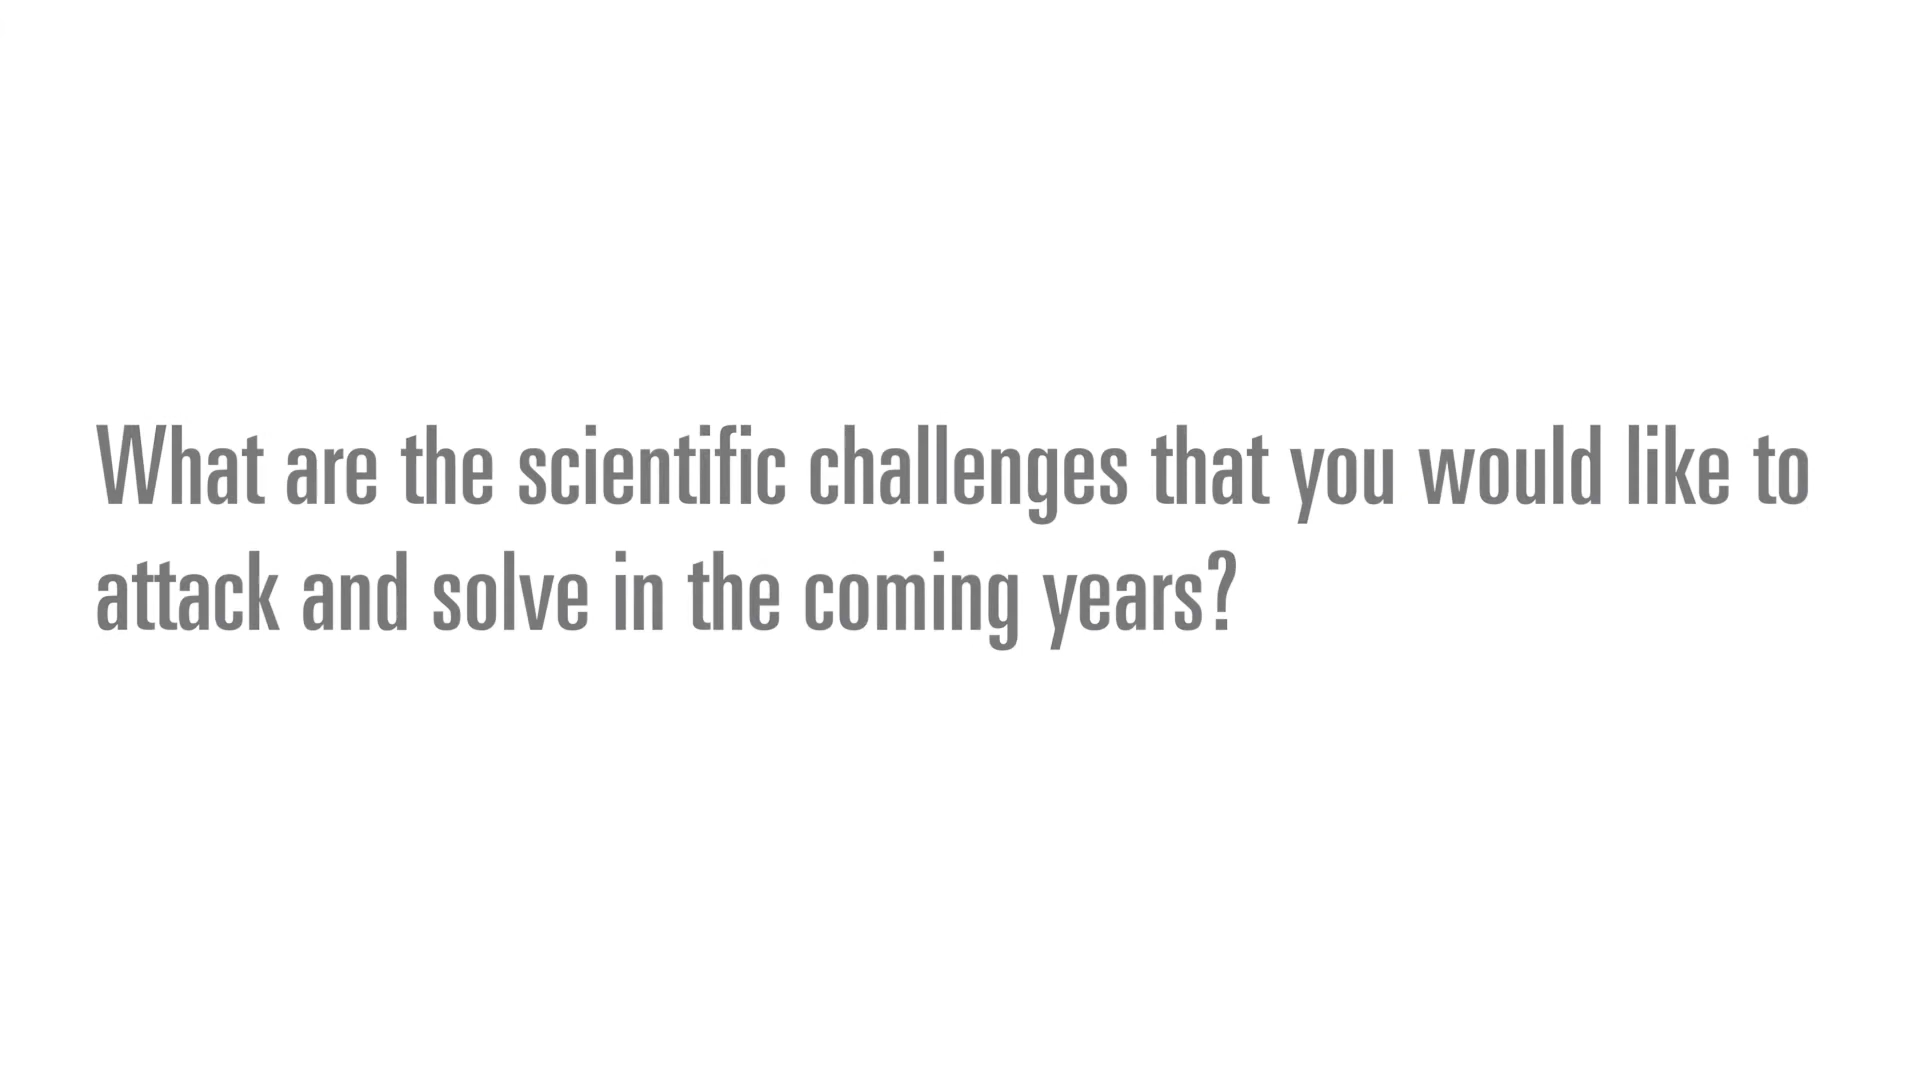 What are the scientific challenges that you would like to
attack and solve in the coming years?